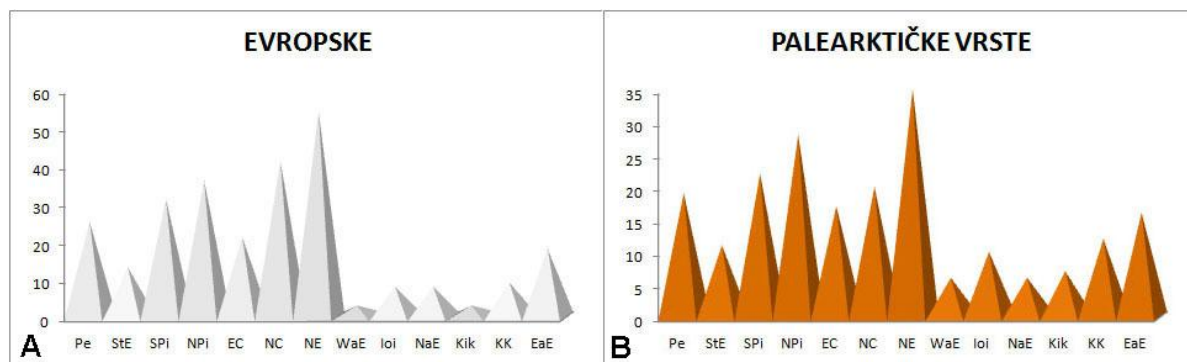 EVROPSKE
60
50
40
30
20
10
0
Pe StE SPi NPi EC NC NE WaE Ioi NaE Kik KK EaE
A
PALEARKTIČKE VRSTE
35
30
25
20
15
10
5
0
Pe StE SPi NPi EC NC NE WaE Ioi NaE Kik KK EaE
B